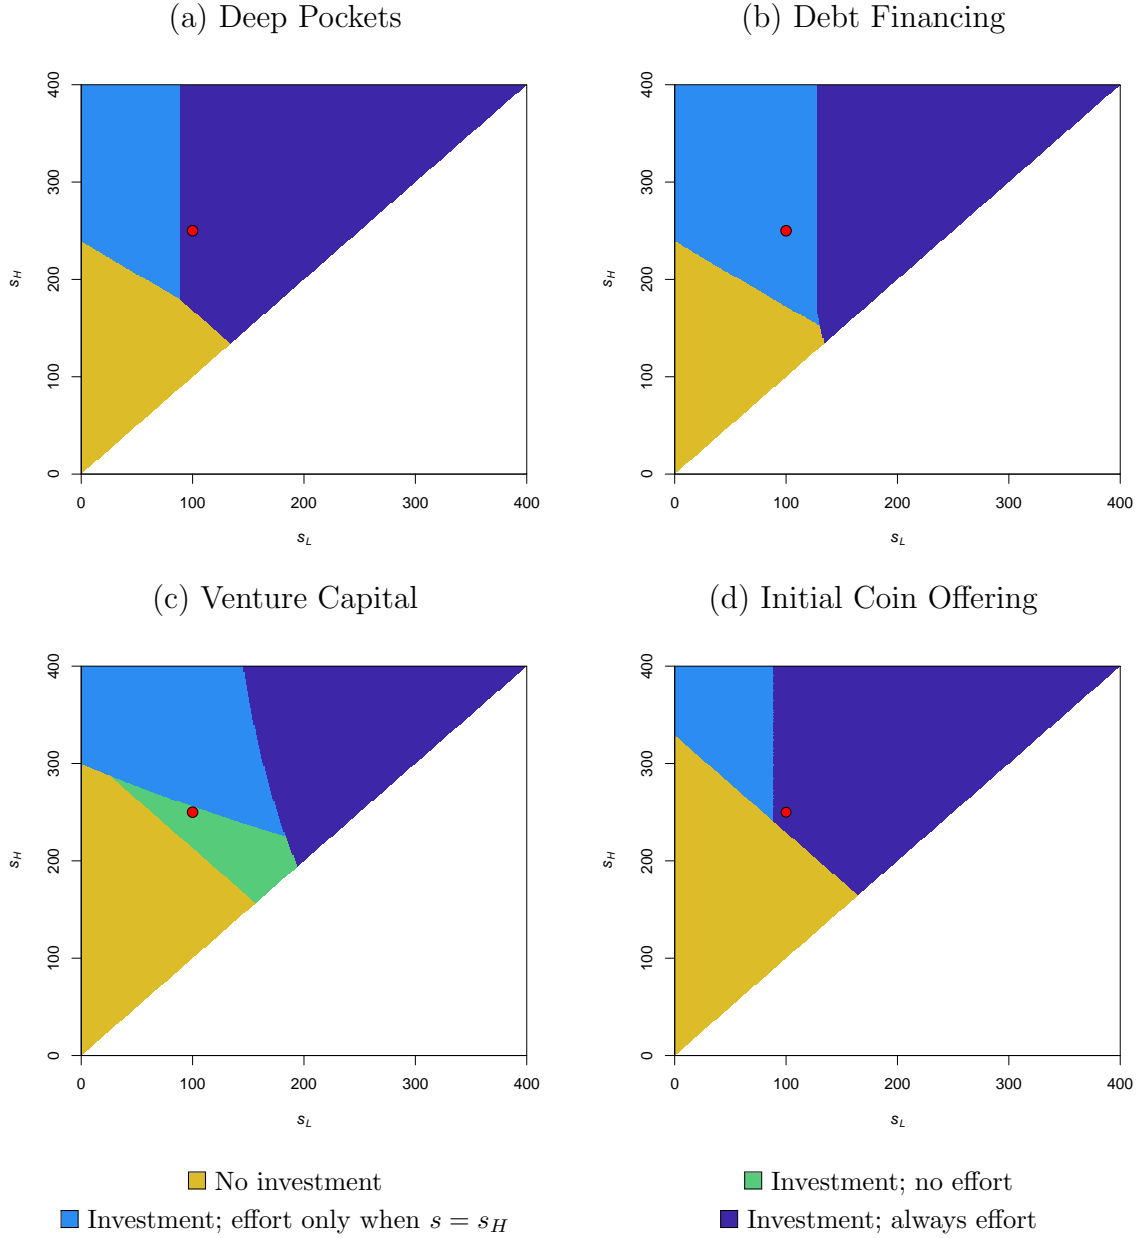 (a) Deep Pockets
(b) Debt Financing
400
300
200
100
0
s_H
0 100 200 300 400
s_L
400
300
200
100
0
s_H
0 100 200 300 400
s_L
(c) Venture Capital
(d) Initial Coin Offering
400
300
200
100
0
s_H
0 100 200 300 400
s_L
400
300
200
100
0
s_H
0 100 200 300 400
s_L
No investment
Investment; no effort
Investment; effort only when s = s_H
Investment; always effort